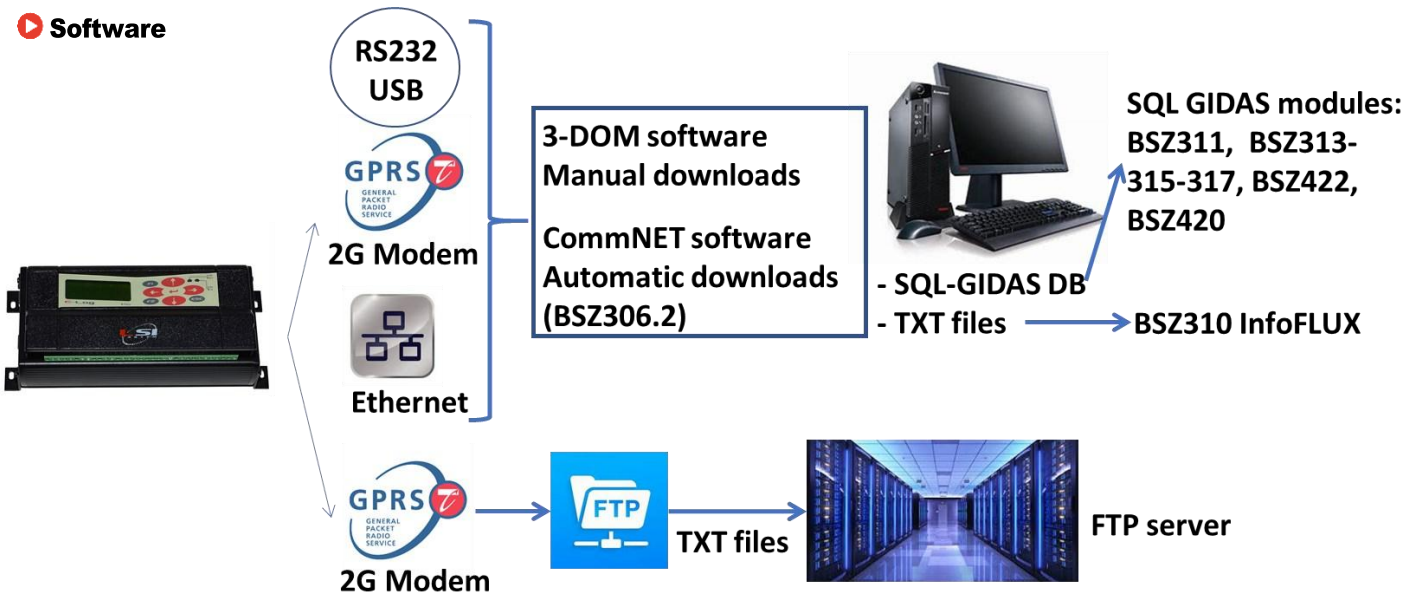 Software
RS232
USB
GPRS
GENERAL
PACKET
RADIO
SERVICE
2G Modem
Ethernet
3-DOM software
Manual downloads
CommNET software
Automatic downloads
(BSZ306.2)
- SQL-GIDAS DB
- TXT files
SQL GIDAS modules:
BSZ311, BSZ313-
315-317, BSZ422,
BSZ420
BSZ310 InfoFLUX
LSI
GPRS
GENERAL
PACKET
RADIO
SERVICE
2G Modem
FTP
TXT files
FTP server